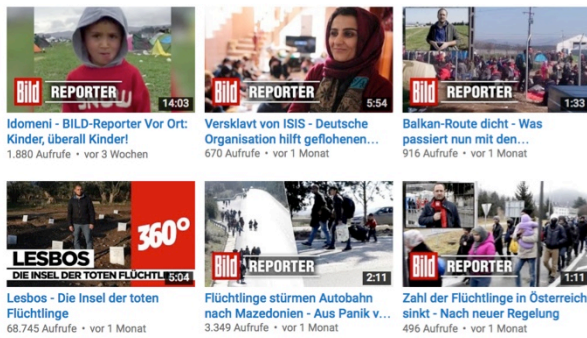 SNOW
Bild REPORTER
14:03
Idomeni - BILD-Reporter Vor Ort:
Kinder, überall Kinder!
1.880 Aufrufe • vor 3 Wochen
Bild REPORTER
5:54
Versklavt von ISIS - Deutsche
Organisation hilft geflohenen…
670 Aufrufe • vor 1 Monat
Bild REPORTER
1:33
Balkan-Route dicht - Was
passiert nun mit den…
916 Aufrufe • vor 1 Monat
360°
LESBOS
DIE INSEL DER TOTEN FLÜCHTL
5:04
Lesbos - Die Insel der toten
Flüchtlinge
68.745 Aufrufe • vor 1 Monat
Bild REPORTER
2:11
Flüchtlinge stürmen Autobahn
nach Mazedonien - Aus Panik v…
3.349 Aufrufe • vor 1 Monat
Bild REPORTER
1:11
Zahl der Flüchtlinge in Österreich
sinkt - Nach neuer Regelung
496 Aufrufe • vor 1 Monat